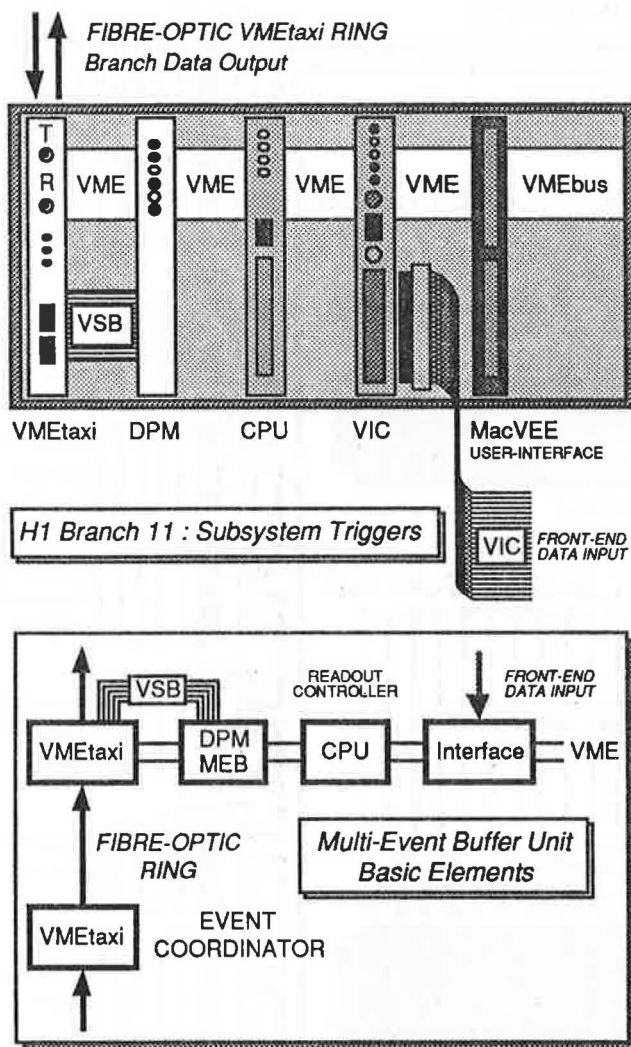 FIBRE-OPTIC VMEtaxi RING
Branch Data Output
T
R
VME
VME
VME
VME
VMEbus
VSB
VMEtaxi
DPM
CPU
VIC
MacVEE
USER-INTERFACE
H1 Branch 11 : Subsystem Triggers
VIC
FRONT-END
DATA INPUT
VSB
READOUT
CONTROLLER
FRONT-END
DATA INPUT
VMEtaxi
DPM
MEB
CPU
Interface
VME
FIBRE-OPTIC
RING
Multi-Event Buffer Unit
Basic Elements
VMEtaxi
EVENT
COORDINATOR